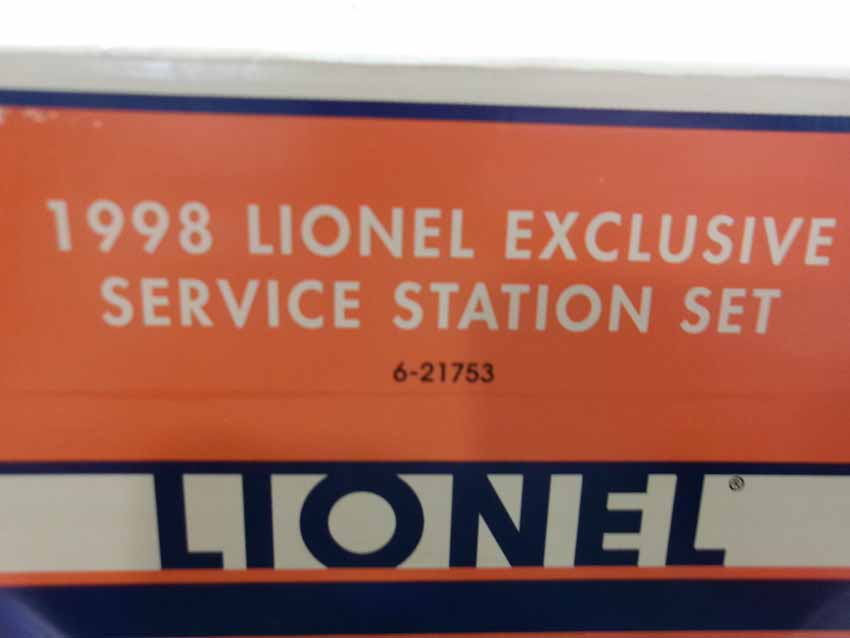 1998 LIONEL EXCLUSIVE
SERVICE STATION SET
6-21753
LIONEL®